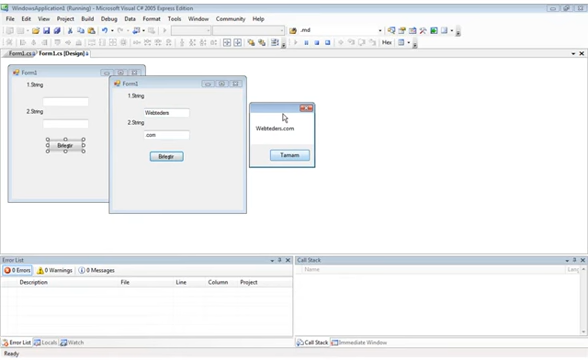 WindowsApplication1 (Running) - Microsoft Visual C# 2005 Express Edition
File Edit View Project Build Debug Data Tools Window Community Help
.md
Hex
Form1.cs Form1.cs [Design]
Form1
1.String
2.String
Birleştir
Form1
1.String
Webteders
2.String
.com
Birleştir
Webteders.com
Tamam
Error List
0 Errors 0 Warnings 0 Messages
Description File Line Column Project
Error List Locals Watch
Call Stack
Name
Call Stack Immediate Window
Ready